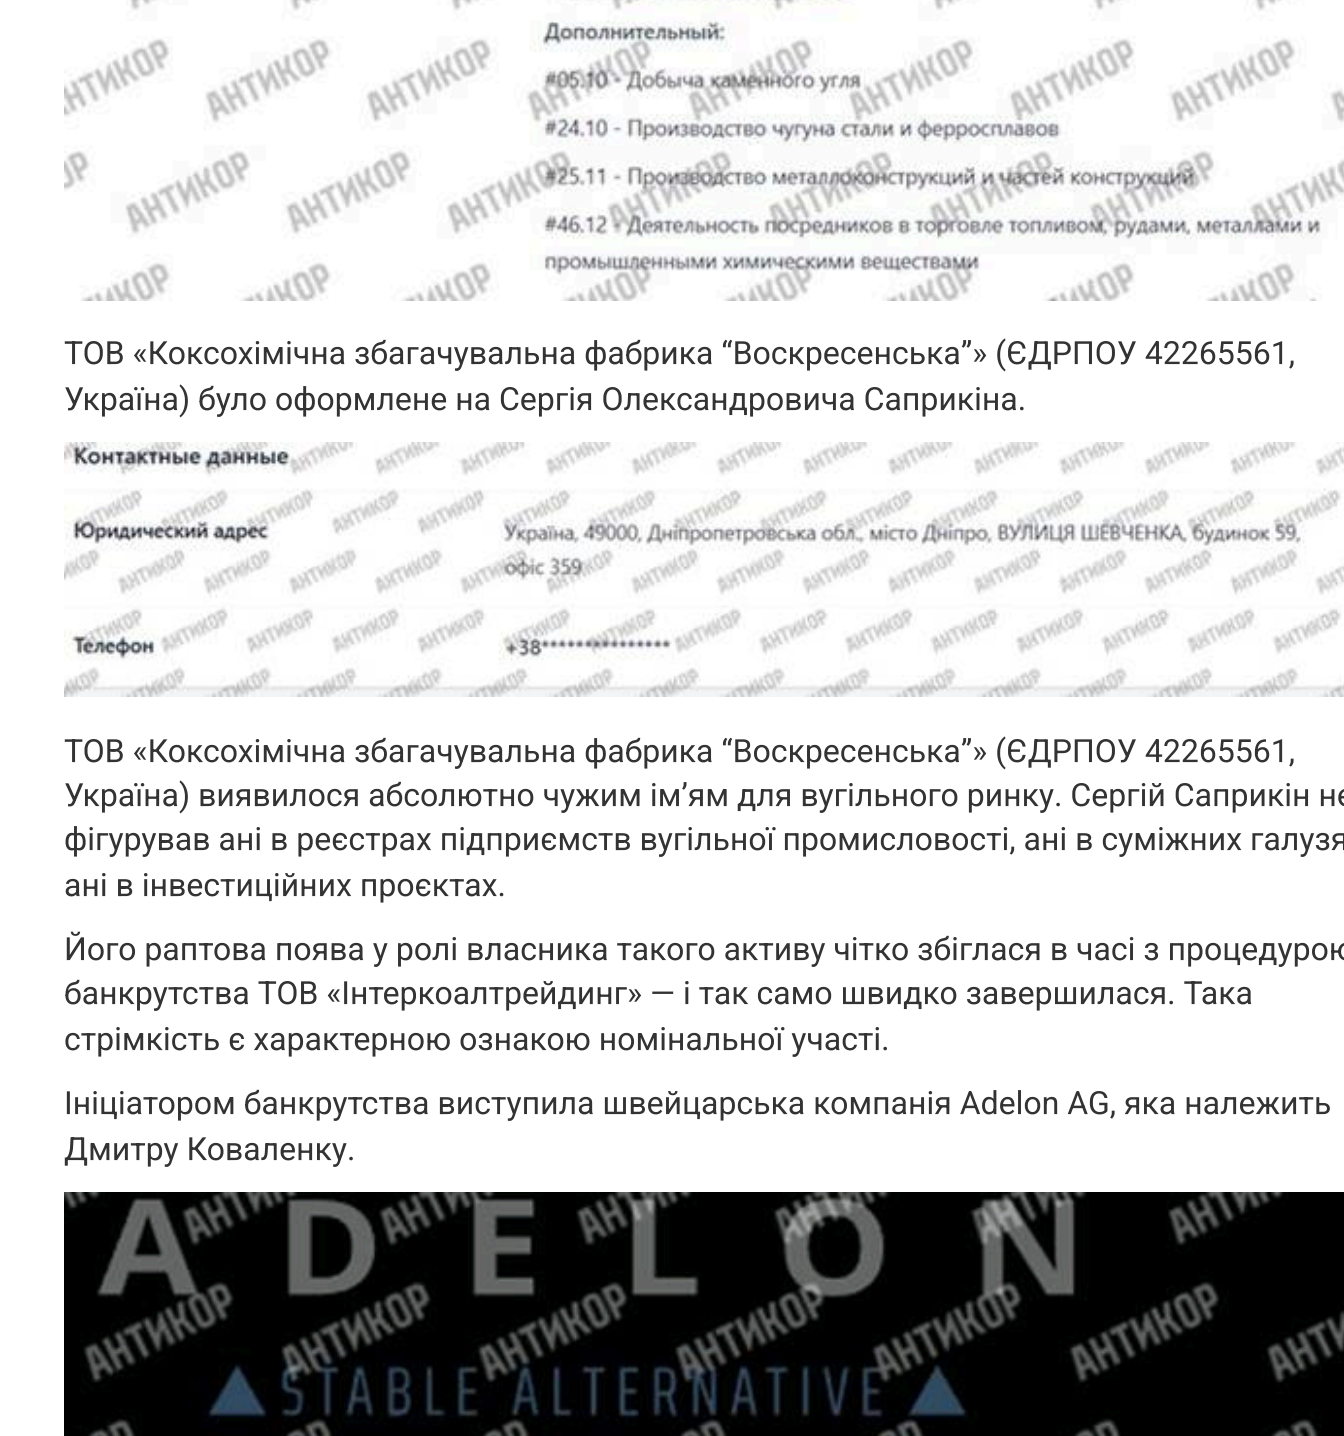 Дополнительный:
#05.10 - Добыча каменного угля
#24.10 - Производство чугуна стали и ферросплавов
#25.11 - Производство металлоконструкций и частей конструкций
#46.12 - Деятельность посредников в торговле топливом, рудами, металлами и
промышленными химическими веществами
ТОВ «Коксохімічна збагачувальна фабрика “Воскресенська”» (ЄДРПОУ 42265561,
Україна) було оформлене на Сергія Олександровича Саприкіна.
Контактные данные
Юридический адрес
Україна, 49000, Дніпропетровська обл., місто Дніпро, ВУЛИЦЯ ШЕВЧЕНКА, будинок 59,
офіс 359
Телефон
+38***************
ТОВ «Коксохімічна збагачувальна фабрика “Воскресенська”» (ЄДРПОУ 42265561,
Україна) виявилося абсолютно чужим ім’ям для вугільного ринку. Сергій Саприкін не
фігурував ані в реєстрах підприємств вугільної промисловості, ані в суміжних галузя
ані в інвестиційних проєктах.
Його раптова поява у ролі власника такого активу чітко збіглася в часі з процедурою
банкрутства ТОВ «Інтеркоалтрейдинг» — і так само швидко завершилася. Така
стрімкість є характерною ознакою номінальної участі.
Ініціатором банкрутства виступила швейцарська компанія Adelon AG, яка належить
Дмитру Коваленку.
ADELON
STABLE ALTERNATIVE
АНТИКОР